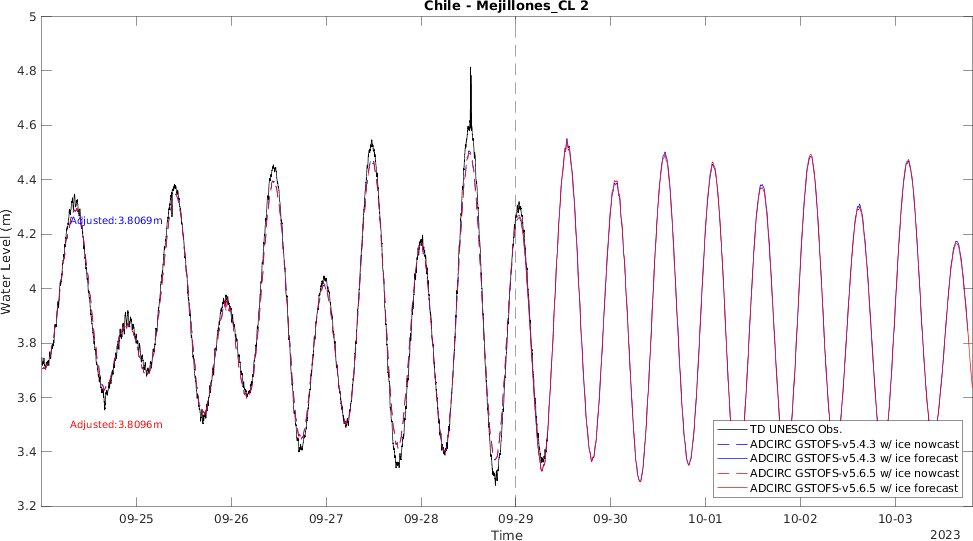 Chile - Mejillones_CL 2
Water Level (m)
5
4.8
4.6
4.4
4.2
4
3.8
3.6
3.4
3.2
Adjusted:3.8069m
Adjusted:3.8096m
TD UNESCO Obs.
ADCIRC GSTOFS-v5.4.3 w/ ice nowcast
ADCIRC GSTOFS-v5.4.3 w/ ice forecast
ADCIRC GSTOFS-v5.6.5 w/ ice nowcast
ADCIRC GSTOFS-v5.6.5 w/ ice forecast
09-25 09-26 09-27 09-28 09-29 09-30 10-01 10-02 10-03
Time
2023